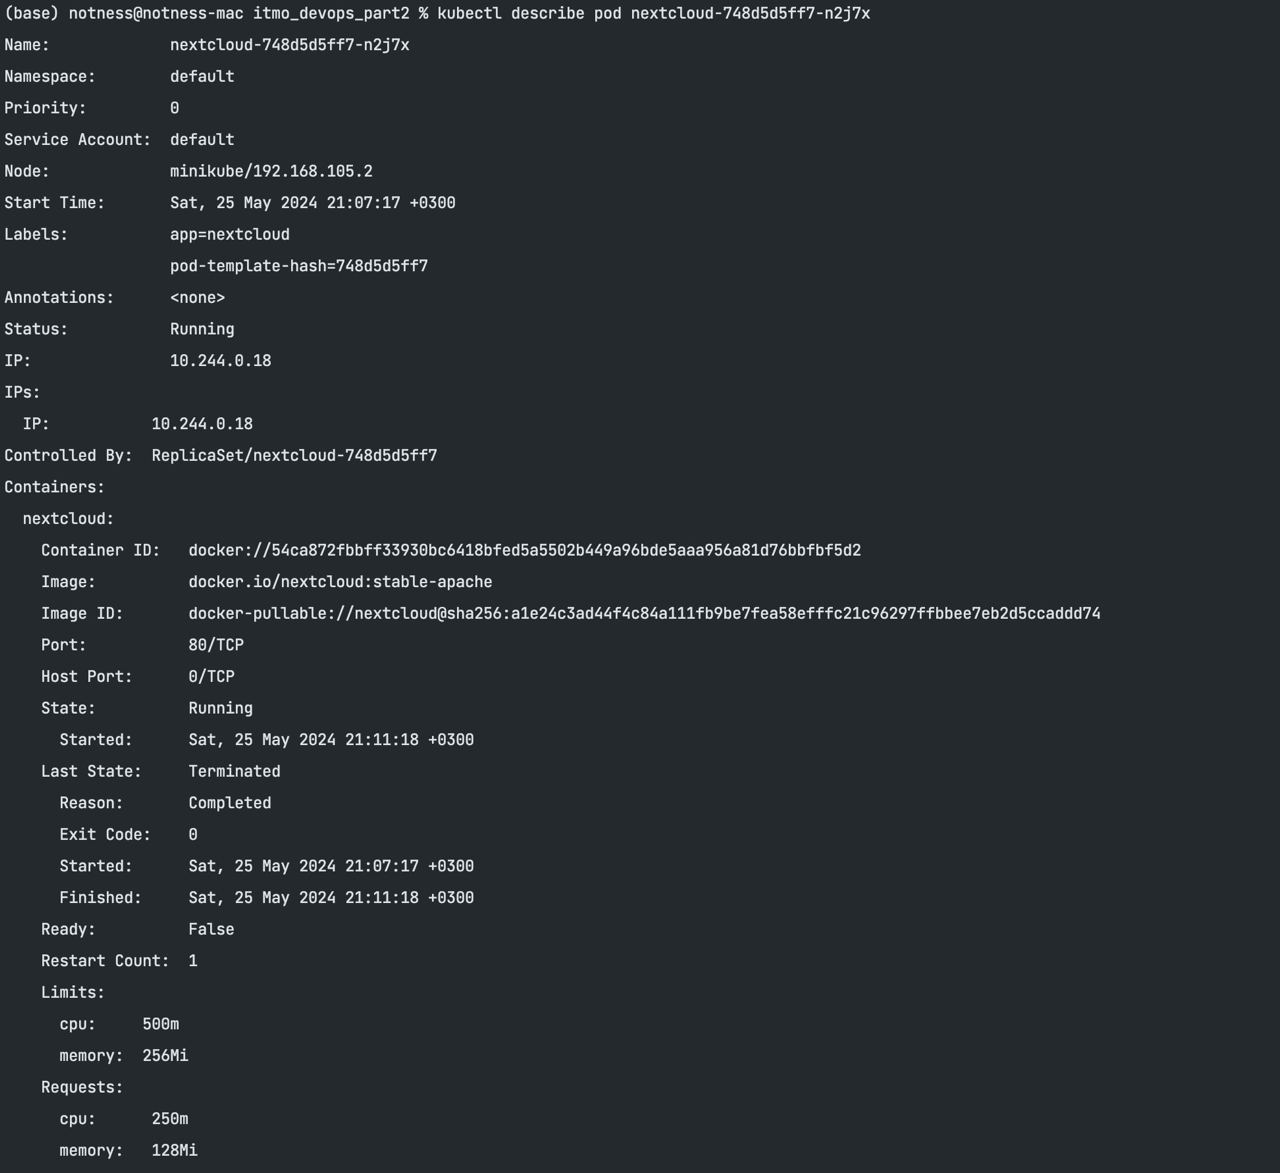 (base) notness@notness-mac itmo_devops_part2 % kubectl describe pod nextcloud-748d5d5ff7-n2j7x
Name:             nextcloud-748d5d5ff7-n2j7x
Namespace:        default
Priority:         0
Service Account:  default
Node:             minikube/192.168.105.2
Start Time:       Sat, 25 May 2024 21:07:17 +0300
Labels:           app=nextcloud
                  pod-template-hash=748d5d5ff7
Annotations:      <none>
Status:           Running
IP:               10.244.0.18
IPs:
  IP:           10.244.0.18
Controlled By:  ReplicaSet/nextcloud-748d5d5ff7
Containers:
  nextcloud:
    Container ID:   docker://54ca872fbbff33930bc6418bfed5a5502b449a96bde5aaa956a81d76bbfbf5d2
    Image:          docker.io/nextcloud:stable-apache
    Image ID:       docker-pullable://nextcloud@sha256:a1e24c3ad44f4c84a111fb9be7fea58efffc21c96297ffbbee7eb2d5ccaddd74
    Port:           80/TCP
    Host Port:      0/TCP
    State:          Running
      Started:      Sat, 25 May 2024 21:11:18 +0300
    Last State:     Terminated
      Reason:       Completed
      Exit Code:    0
      Started:      Sat, 25 May 2024 21:07:17 +0300
      Finished:     Sat, 25 May 2024 21:11:18 +0300
    Ready:          False
    Restart Count:  1
    Limits:
      cpu:     500m
      memory:  256Mi
    Requests:
      cpu:      250m
      memory:   128Mi